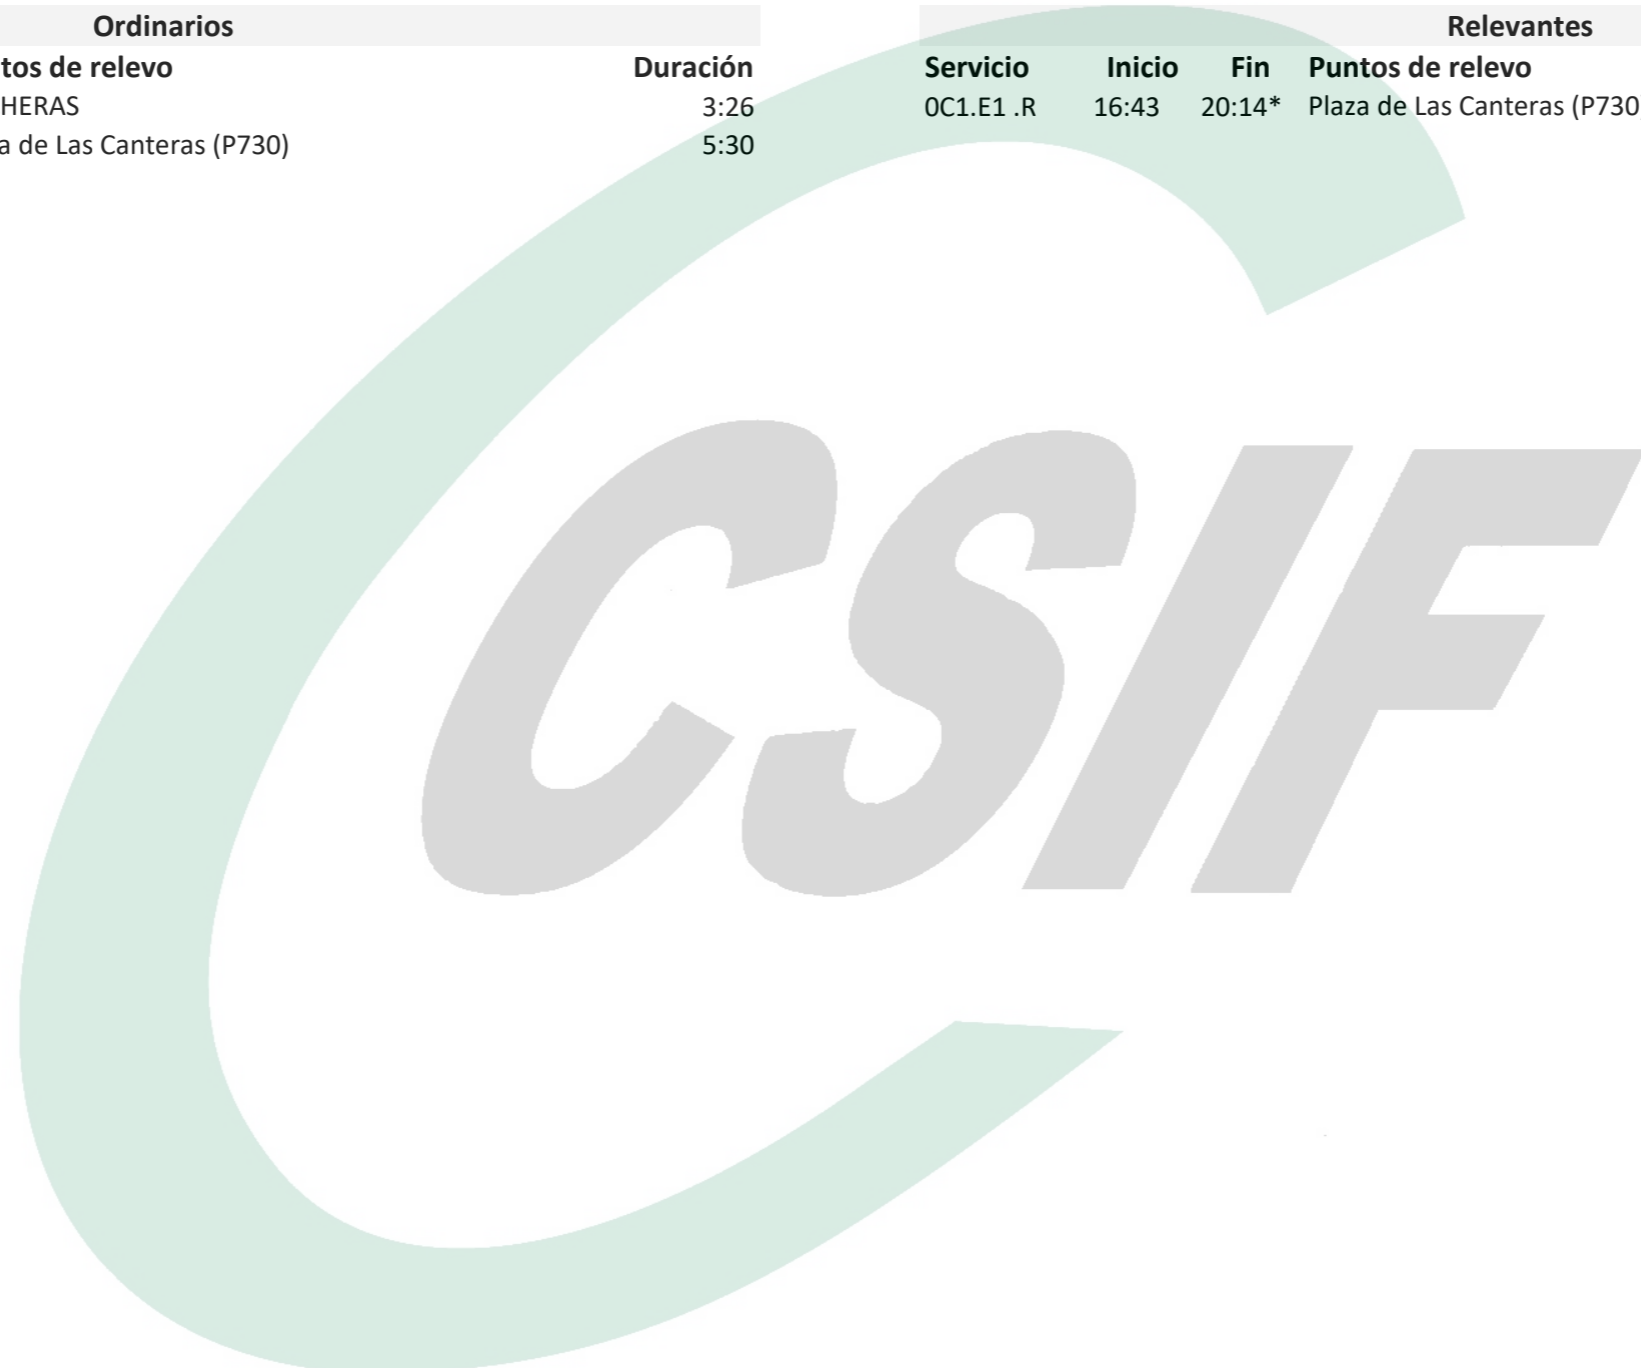 Ordinarios
tos de relevo Duración
HERAS 3:26
a de Las Canteras (P730) 5:30
Relevantes
Servicio Inicio Fin Puntos de relevo
0C1.E1 .R 16:43 20:14* Plaza de Las Canteras (P730)
CSIF